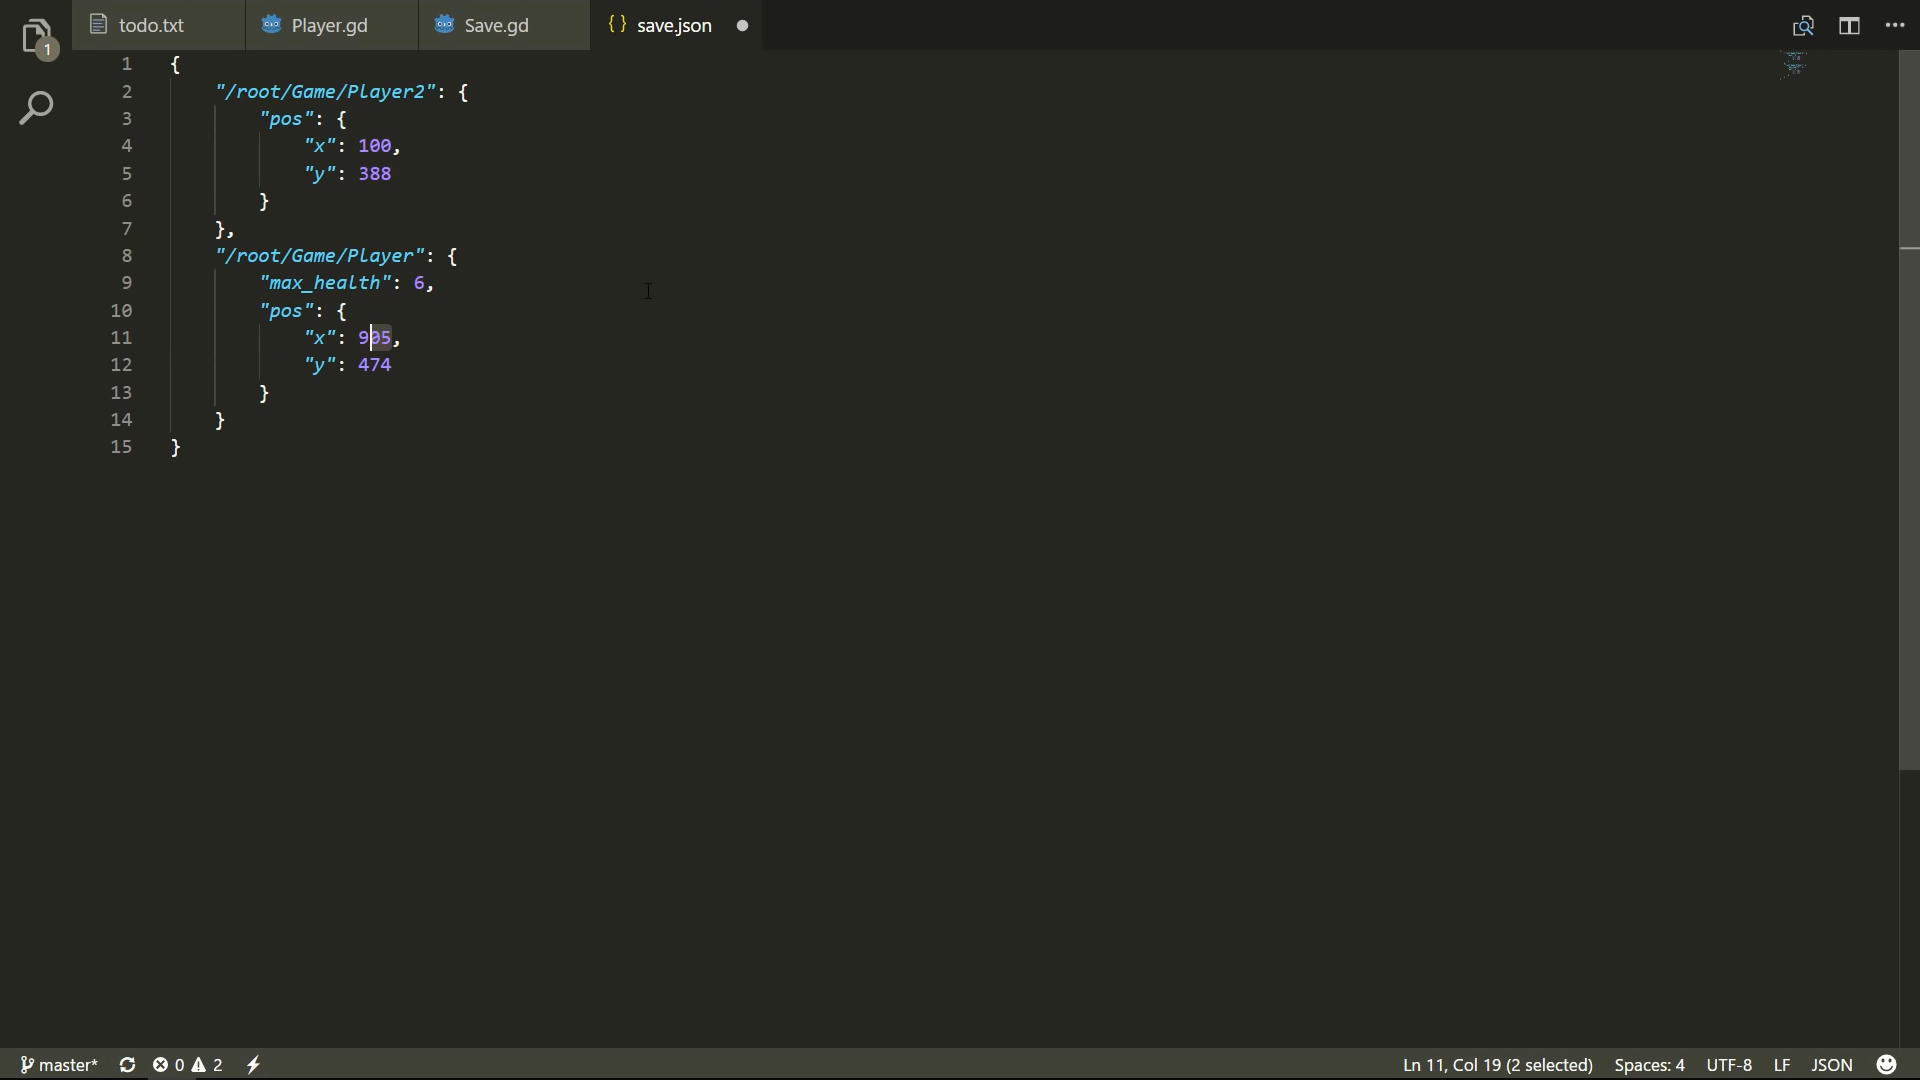 1
todo.txt
Player.gd
Save.gd
{} save.json
1 {
2 "/root/Game/Player2": {
3 "pos": {
4 "x": 100,
5 "y": 388
6 }
7 },
8 "/root/Game/Player": {
9 "max_health": 6,
10 "pos": {
11 "x": 905,
12 "y": 474
13 }
14 }
15 }
master* 0 2 Ln 11, Col 19 (2 selected) Spaces: 4 UTF-8 LF JSON